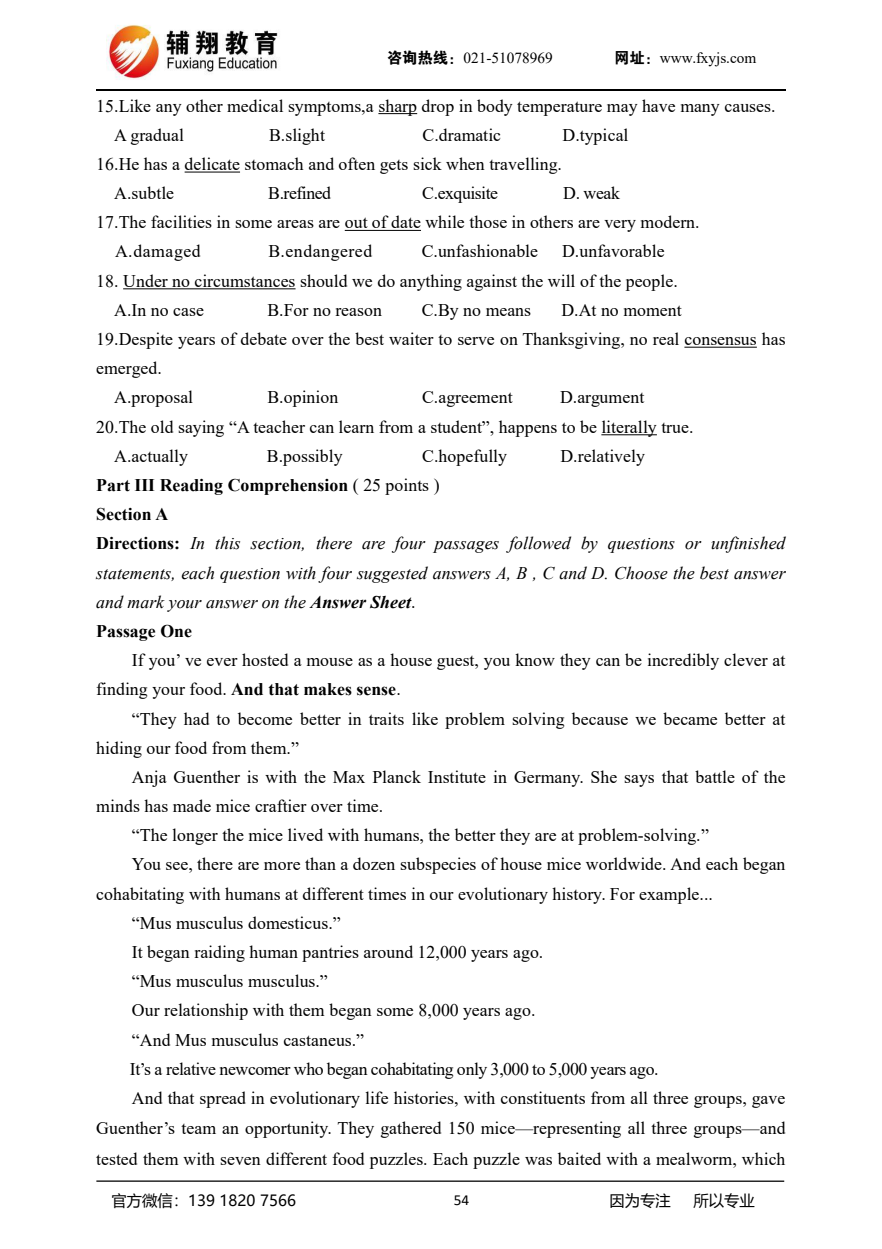 辅翔教育
Fuxiang Education
咨询热线：021-51078969 网址：www.fxyjs.com
15.Like any other medical symptoms,a sharp drop in body temperature may have many causes.
A gradual B.slight C.dramatic D.typical
16.He has a delicate stomach and often gets sick when travelling.
A.subtle B.refined C.exquisite D. weak
17.The facilities in some areas are out of date while those in others are very modern.
A.damaged B.endangered C.unfashionable D.unfavorable
18. Under no circumstances should we do anything against the will of the people.
A.In no case B.For no reason C.By no means D.At no moment
19.Despite years of debate over the best waiter to serve on Thanksgiving, no real consensus has
emerged.
A.proposal B.opinion C.agreement D.argument
20.The old saying “A teacher can learn from a student”, happens to be literally true.
A.actually B.possibly C.hopefully D.relatively
Part III Reading Comprehension ( 25 points )
Section A
Directions: In this section, there are four passages followed by questions or unfinished
statements, each question with four suggested answers A, B , C and D. Choose the best answer
and mark your answer on the Answer Sheet.
Passage One
If you’ ve ever hosted a mouse as a house guest, you know they can be incredibly clever at
finding your food. And that makes sense.
“They had to become better in traits like problem solving because we became better at
hiding our food from them.”
Anja Guenther is with the Max Planck Institute in Germany. She says that battle of the
minds has made mice craftier over time.
“The longer the mice lived with humans, the better they are at problem-solving.”
You see, there are more than a dozen subspecies of house mice worldwide. And each began
cohabitating with humans at different times in our evolutionary history. For example...
“Mus musculus domesticus.”
It began raiding human pantries around 12,000 years ago.
“Mus musculus musculus.”
Our relationship with them began some 8,000 years ago.
“And Mus musculus castaneus.”
It’s a relative newcomer who began cohabitating only 3,000 to 5,000 years ago.
And that spread in evolutionary life histories, with constituents from all three groups, gave
Guenther’s team an opportunity. They gathered 150 mice—representing all three groups—and
tested them with seven different food puzzles. Each puzzle was baited with a mealworm, which
官方微信：139 1820 7566 54 因为专注 所以专业